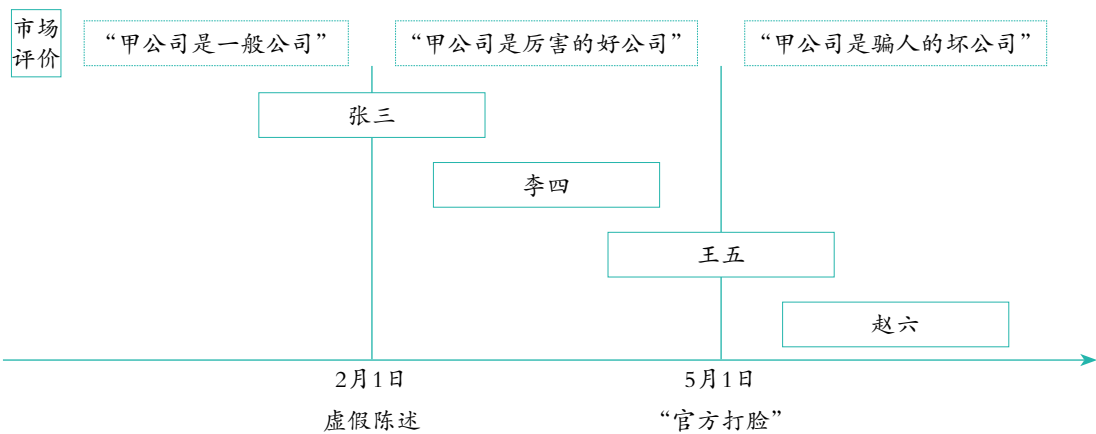 市场
评价
“甲公司是一般公司”
“甲公司是厉害的好公司”
“甲公司是骗人的坏公司”
张三
李四
王五
赵六
2月1日
5月1日
虚假陈述
“官方打脸”